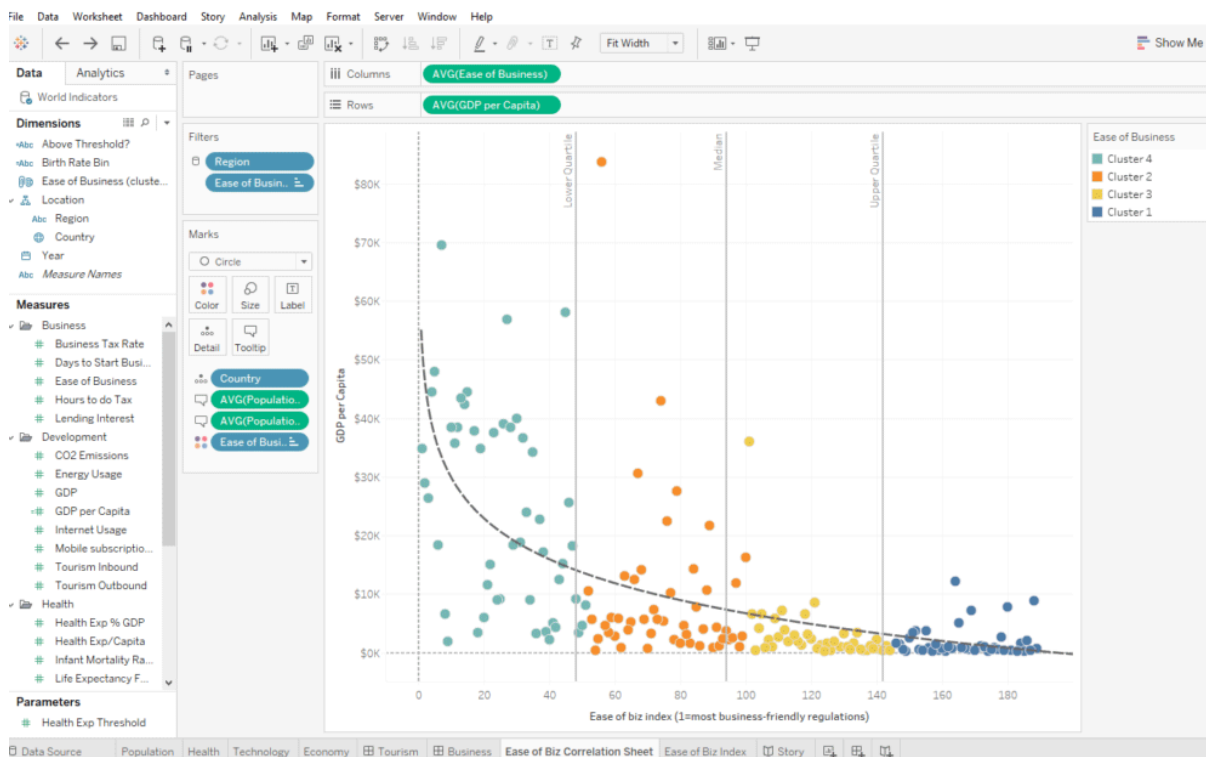 File Data Worksheet Dashboard Story Analysis Map Format Server Window Help
Fit Width
Show Me
Data Analytics
World Indicators
Dimensions
Abc Above Threshold?
Abc Birth Rate Bin
Ease of Business (cluste...
Location
Abc Region
Country
Year
Abc Measure Names
Measures
Business
Business Tax Rate
Days to Start Busi...
Ease of Business
Hours to do Tax
Lending Interest
Development
CO2 Emissions
Energy Usage
GDP
GDP per Capita
Internet Usage
Mobile subscriptio...
Tourism Inbound
Tourism Outbound
Health
Health Exp % GDP
Health Exp/Capita
Infant Mortality Ra...
Life Expectancy F...
Parameters
Health Exp Threshold
Pages
Filters
Region
Ease of Busin..
Marks
Circle
Color Size Label
Detail Tooltip
Country
AVG(Populatio..
AVG(Populatio..
Ease of Busi..
Columns AVG(Ease of Business)
Rows AVG(GDP per Capita)
Lower Quartile
Median
Upper Quartile
GDP per Capita
$80K
$70K
$60K
$50K
$40K
$30K
$20K
$10K
$0K
0 20 40 60 80 100 120 140 160 180
Ease of biz index (1=most business-friendly regulations)
Ease of Business
Cluster 4
Cluster 2
Cluster 3
Cluster 1
Data Source Population Health Technology Economy Tourism Business Ease of Biz Correlation Sheet Ease of Biz Index Story